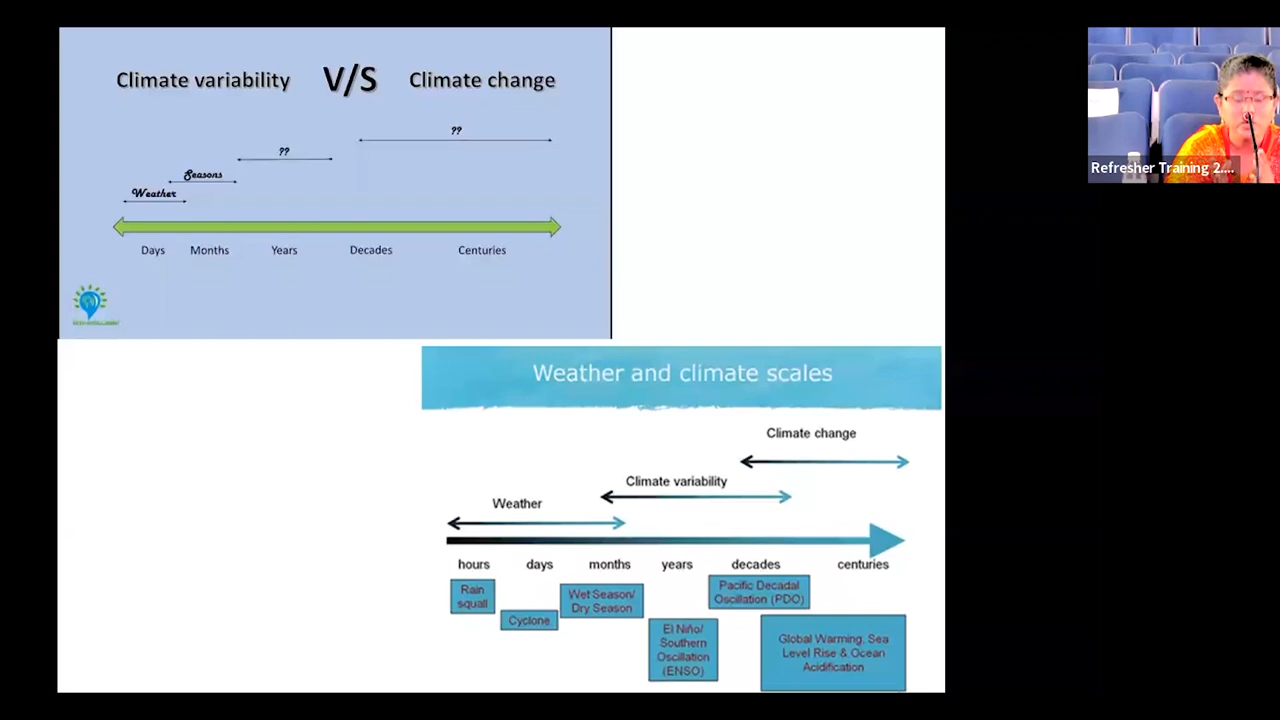 Climate variability V/S Climate change
??
??
Seasons
Weather
Days Months Years Decades Centuries
Refresher Training 2....
Weather and climate scales
Climate change
Climate variability
Weather
hours days months years decades centuries
Rain
squall
Cyclone
Wet Season/
Dry Season
El Niño/
Southern
Oscillation
(ENSO)
Pacific Decadal
Oscillation (PDO)
Global Warming, Sea
Level Rise & Ocean
Acidification